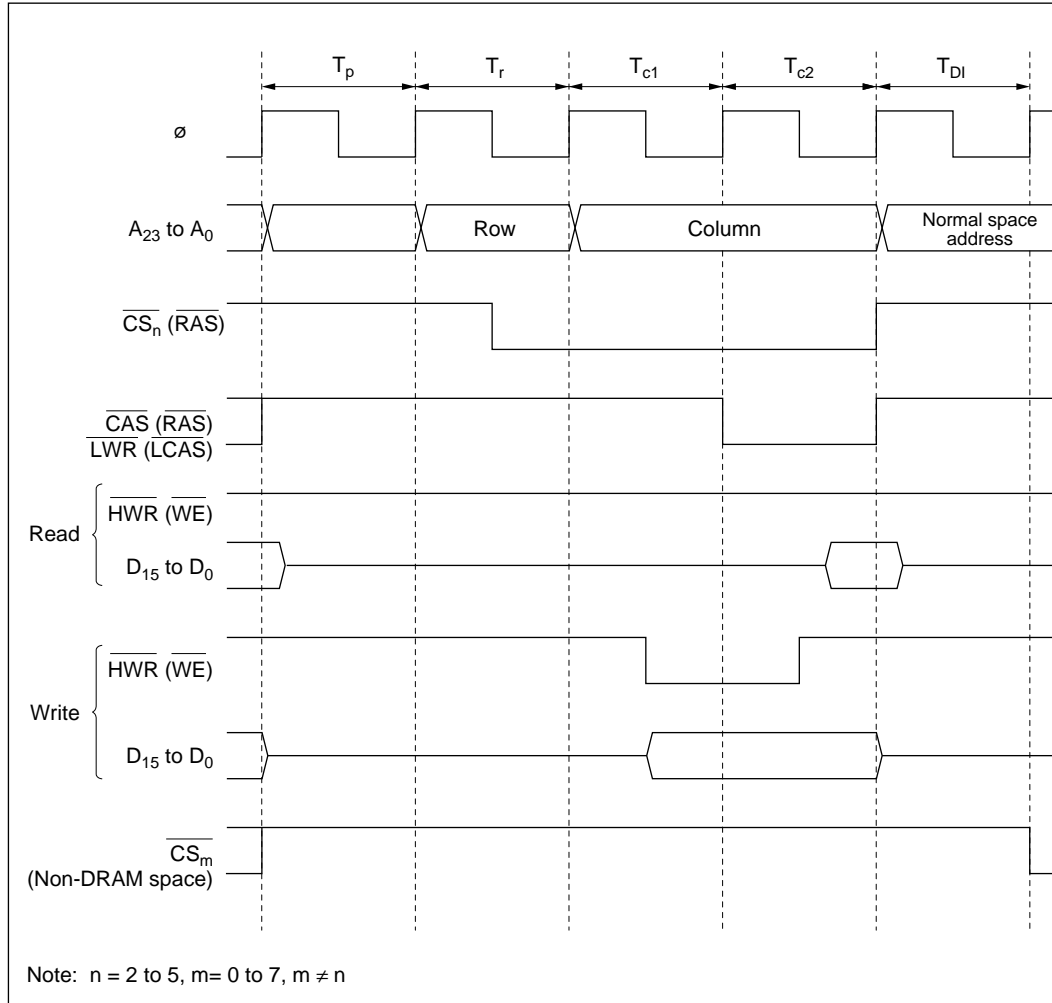 Tp Tr Tc1 Tc2 TDI
ø
A23 to A0 Row Column Normal space
address
CSn (RAS)
CAS (RAS)
LWR (LCAS)
Read
HWR (WE)
D15 to D0
Write
HWR (WE)
D15 to D0
CSm
(Non-DRAM space)
Note: n = 2 to 5, m= 0 to 7, m ≠ n